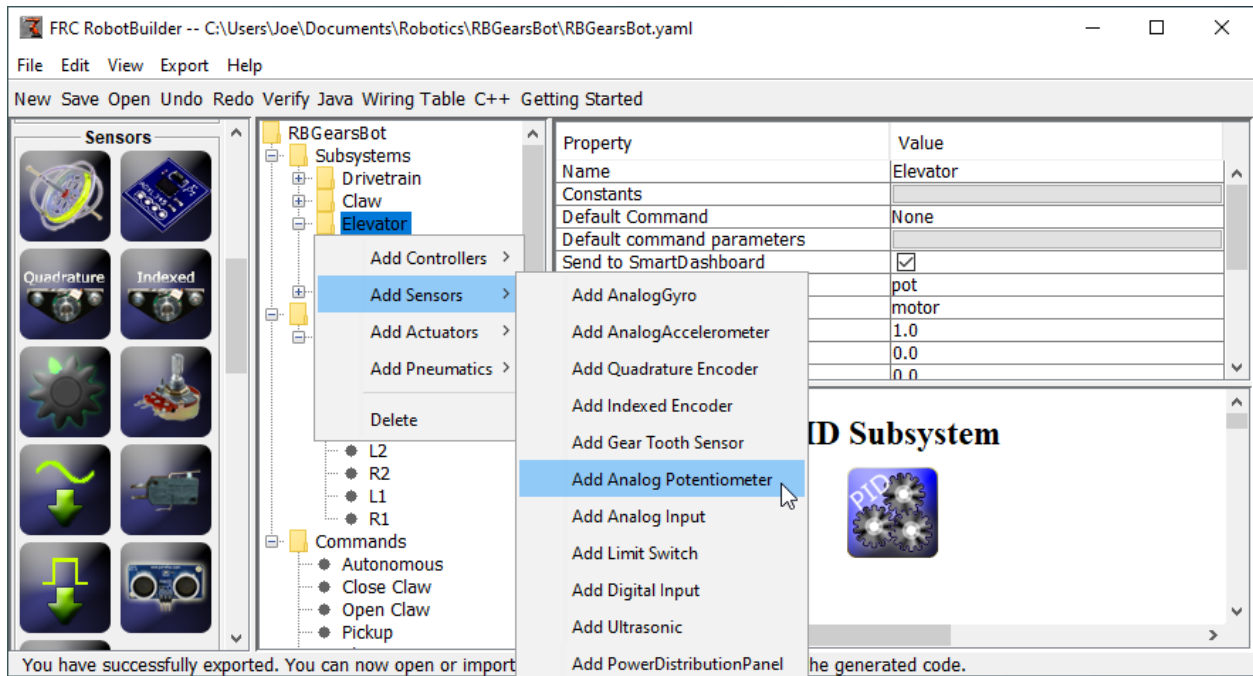 FRC RobotBuilder -- C:\Users\Joe\Documents\Robotics\RBGearsBot\RBGearsBot.yaml
File Edit View Export Help
New Save Open Undo Redo Verify Java Wiring Table C++ Getting Started
Sensors
Quadrature
Indexed
RBGearsBot
Subsystems
Drivetrain
Claw
Elevator
L2
R2
L1
R1
Commands
Autonomous
Close Claw
Open Claw
Pickup
Add Controllers >
Add Sensors >
Add Actuators >
Add Pneumatics >
Delete
Add AnalogGyro
Add AnalogAccelerometer
Add Quadrature Encoder
Add Indexed Encoder
Add Gear Tooth Sensor
Add Analog Potentiometer
Add Analog Input
Add Limit Switch
Add Digital Input
Add Ultrasonic
Add PowerDistributionPanel
Property Value
Name Elevator
Constants
Default Command None
Default command parameters
Send to SmartDashboard
pot
motor
1.0
0.0
0.0
ID Subsystem
PID
You have successfully exported. You can now open or import he generated code.